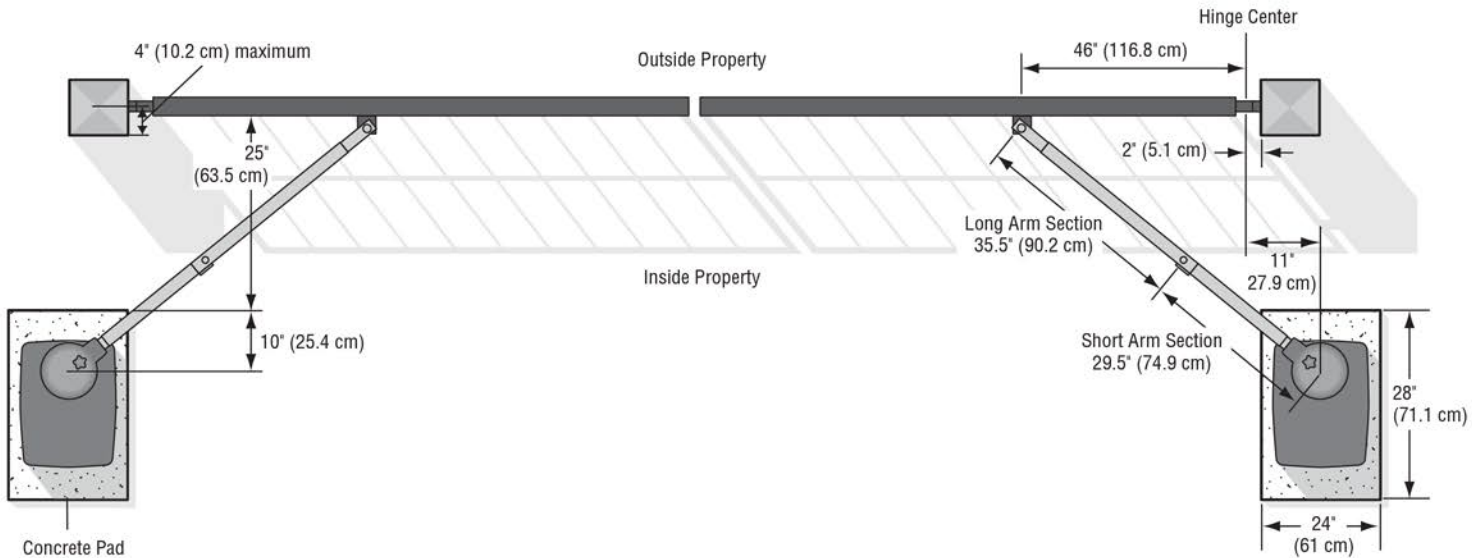 Hinge Center
4" (10.2 cm) maximum
Outside Property
46" (116.8 cm)
25"
(63.5 cm)
2" (5.1 cm)
Long Arm Section
35.5" (90.2 cm)
Inside Property
11"
27.9 cm)
10" (25.4 cm)
Short Arm Section
29.5" (74.9 cm)
28"
(71.1 cm)
24"
(61 cm)
Concrete Pad